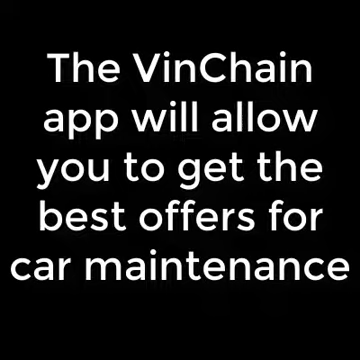 The VinChain
app will allow
you to get the
best offers for
car maintenance